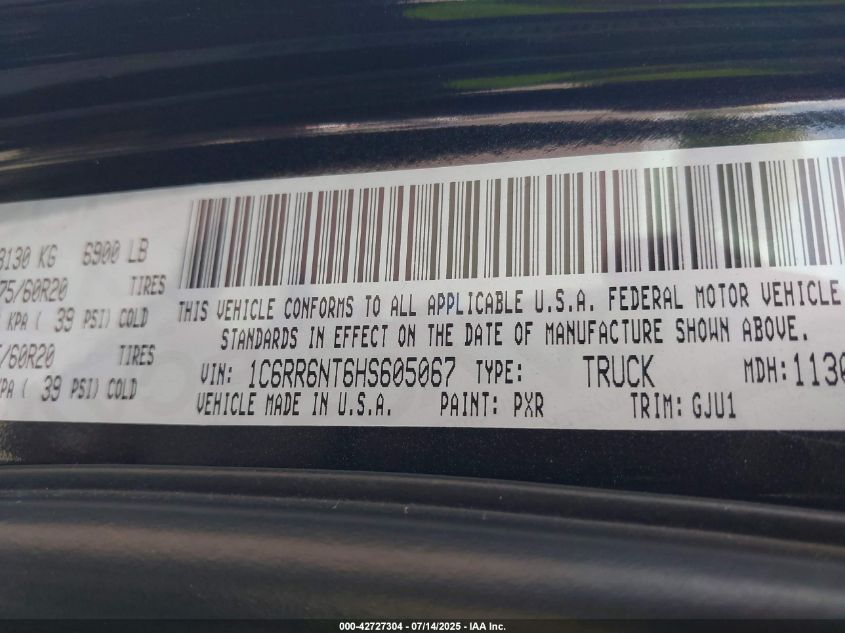 3130 KG 6900 LB
75/60R20 TIRES
KPA ( 39 PSI) COLD
/60R20 TIRES
KPA ( 39 PSI) COLD
THIS VEHICLE CONFORMS TO ALL APPLICABLE U.S.A. FEDERAL MOTOR VEHICLE
STANDARDS IN EFFECT ON THE DATE OF MANUFACTURE SHOWN ABOVE.
VIN: 1C6RR6NT6HS605067 TYPE: TRUCK MDH: 1130
VEHICLE MADE IN U.S.A. PAINT: PXR TRIM: GJU1
000-42727304 - 07/14/2025 - IAA Inc.